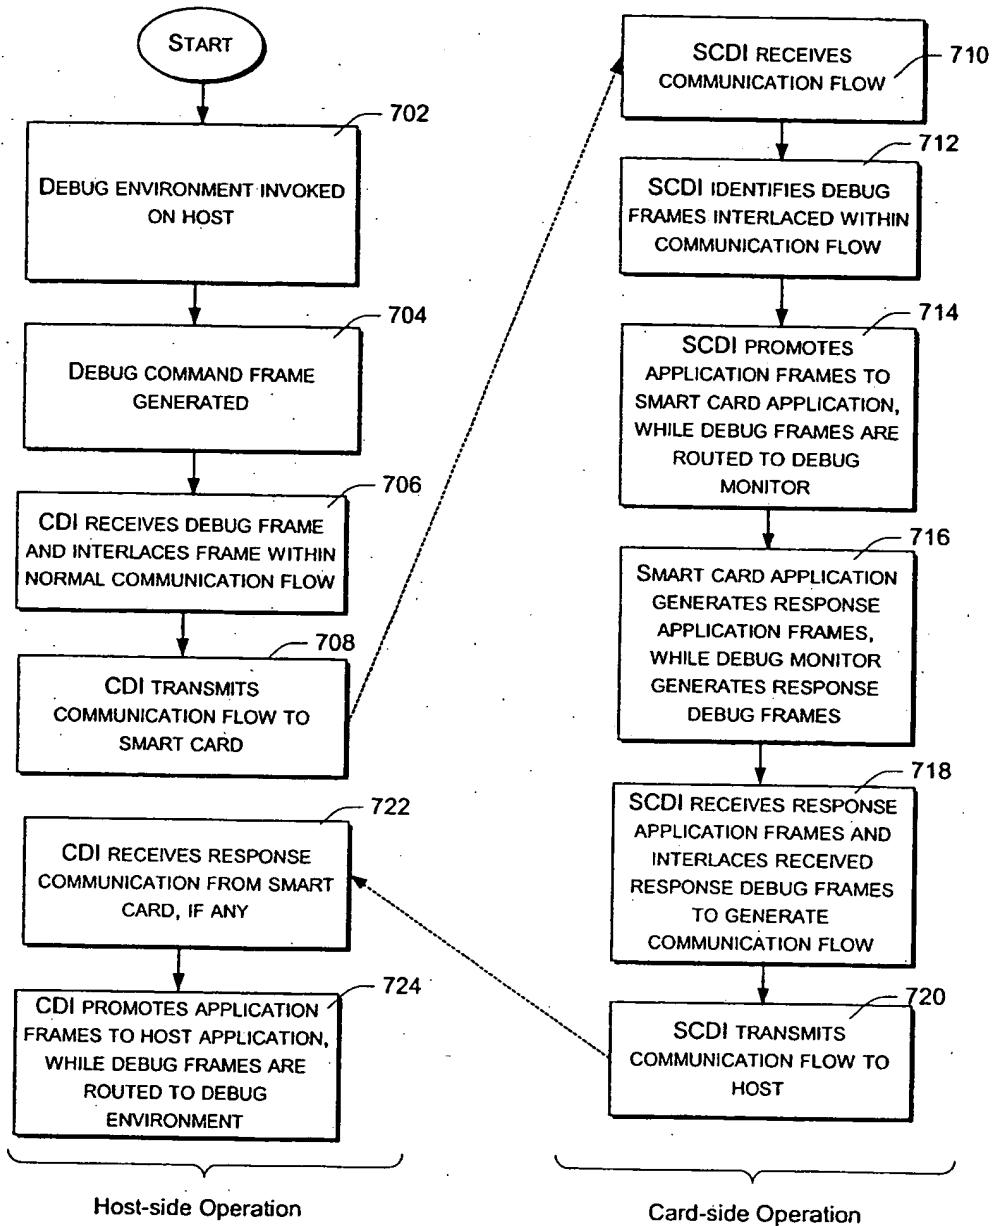 START
702
DEBUG ENVIRONMENT INVOKED
ON HOST
704
DEBUG COMMAND FRAME
GENERATED
706
CDI RECEIVES DEBUG FRAME
AND INTERLACES FRAME WITHIN
NORMAL COMMUNICATION FLOW
708
CDI TRANSMITS
COMMUNICATION FLOW TO
SMART CARD
710
SCDI RECEIVES
COMMUNICATION FLOW
712
SCDI IDENTIFIES DEBUG
FRAMES INTERLACED WITHIN
COMMUNICATION FLOW
714
SCDI PROMOTES
APPLICATION FRAMES TO
SMART CARD APPLICATION,
WHILE DEBUG FRAMES ARE
ROUTED TO DEBUG
MONITOR
716
SMART CARD APPLICATION
GENERATES RESPONSE
APPLICATION FRAMES,
WHILE DEBUG MONITOR
GENERATES RESPONSE
DEBUG FRAMES
718
SCDI RECEIVES RESPONSE
APPLICATION FRAMES AND
INTERLACES RECEIVED
RESPONSE DEBUG FRAMES
TO GENERATE
COMMUNICATION FLOW
720
SCDI TRANSMITS
COMMUNICATION FLOW TO
HOST
722
CDI RECEIVES RESPONSE
COMMUNICATION FROM SMART
CARD, IF ANY
724
CDI PROMOTES APPLICATION
FRAMES TO HOST APPLICATION,
WHILE DEBUG FRAMES ARE
ROUTED TO DEBUG
ENVIRONMENT
Host-side Operation
Card-side Operation